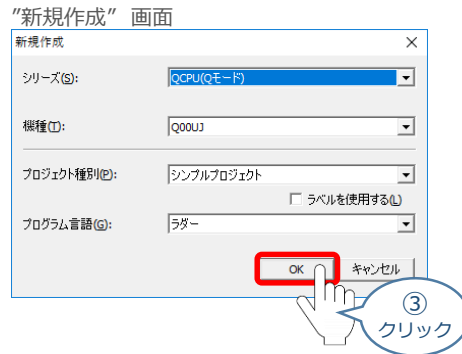 "新規作成" 画面
新規作成
シリーズ(S): QCPU(Qモード)
機種(T): Q00UJ
プロジェクト種別(P): シンプルプロジェクト
ラベルを使用する(L)
プログラム言語(G): ラダー
OK キャンセル
③
クリック